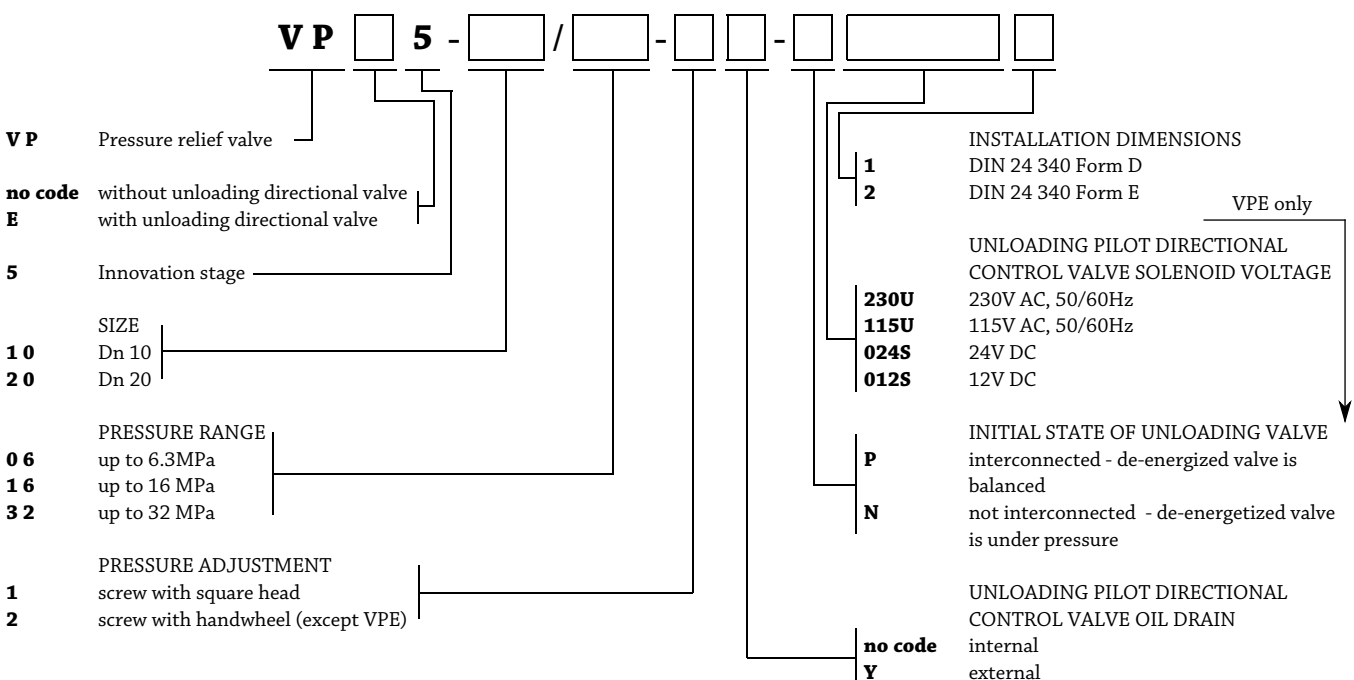 V P 5 - / - -
V P Pressure relief valve
no code without unloading directional valve
E with unloading directional valve
5 Innovation stage
SIZE
1 0 Dn 10
2 0 Dn 20
PRESSURE RANGE
0 6 up to 6.3MPa
1 6 up to 16 MPa
3 2 up to 32 MPa
PRESSURE ADJUSTMENT
1 screw with square head
2 screw with handwheel (except VPE)
INSTALLATION DIMENSIONS
1 DIN 24 340 Form D
2 DIN 24 340 Form E
VPE only
UNLOADING PILOT DIRECTIONAL
CONTROL VALVE SOLENOID VOLTAGE
230U 230V AC, 50/60Hz
115U 115V AC, 50/60Hz
024S 24V DC
012S 12V DC
INITIAL STATE OF UNLOADING VALVE
P interconnected - de-energized valve is
balanced
N not interconnected - de-energetized valve
is under pressure
UNLOADING PILOT DIRECTIONAL
CONTROL VALVE OIL DRAIN
no code internal
Y external